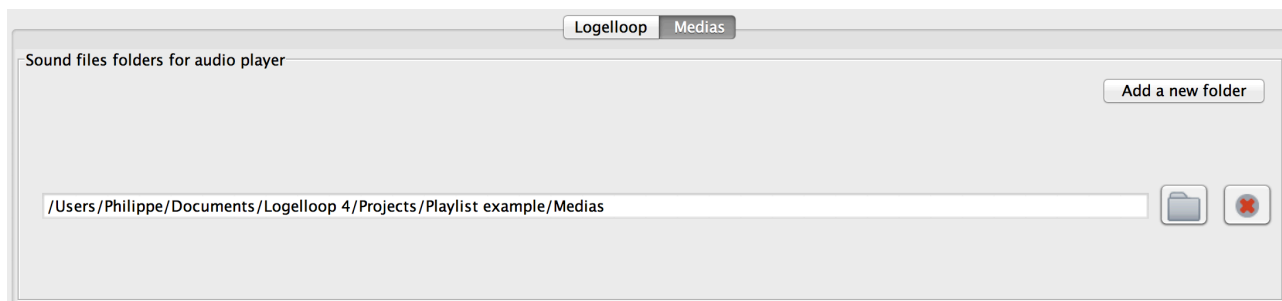 Logelloop Medias
Sound files folders for audio player
Add a new folder
/Users/Philippe/Documents/Logelloop 4/Projects/Playlist example/Medias